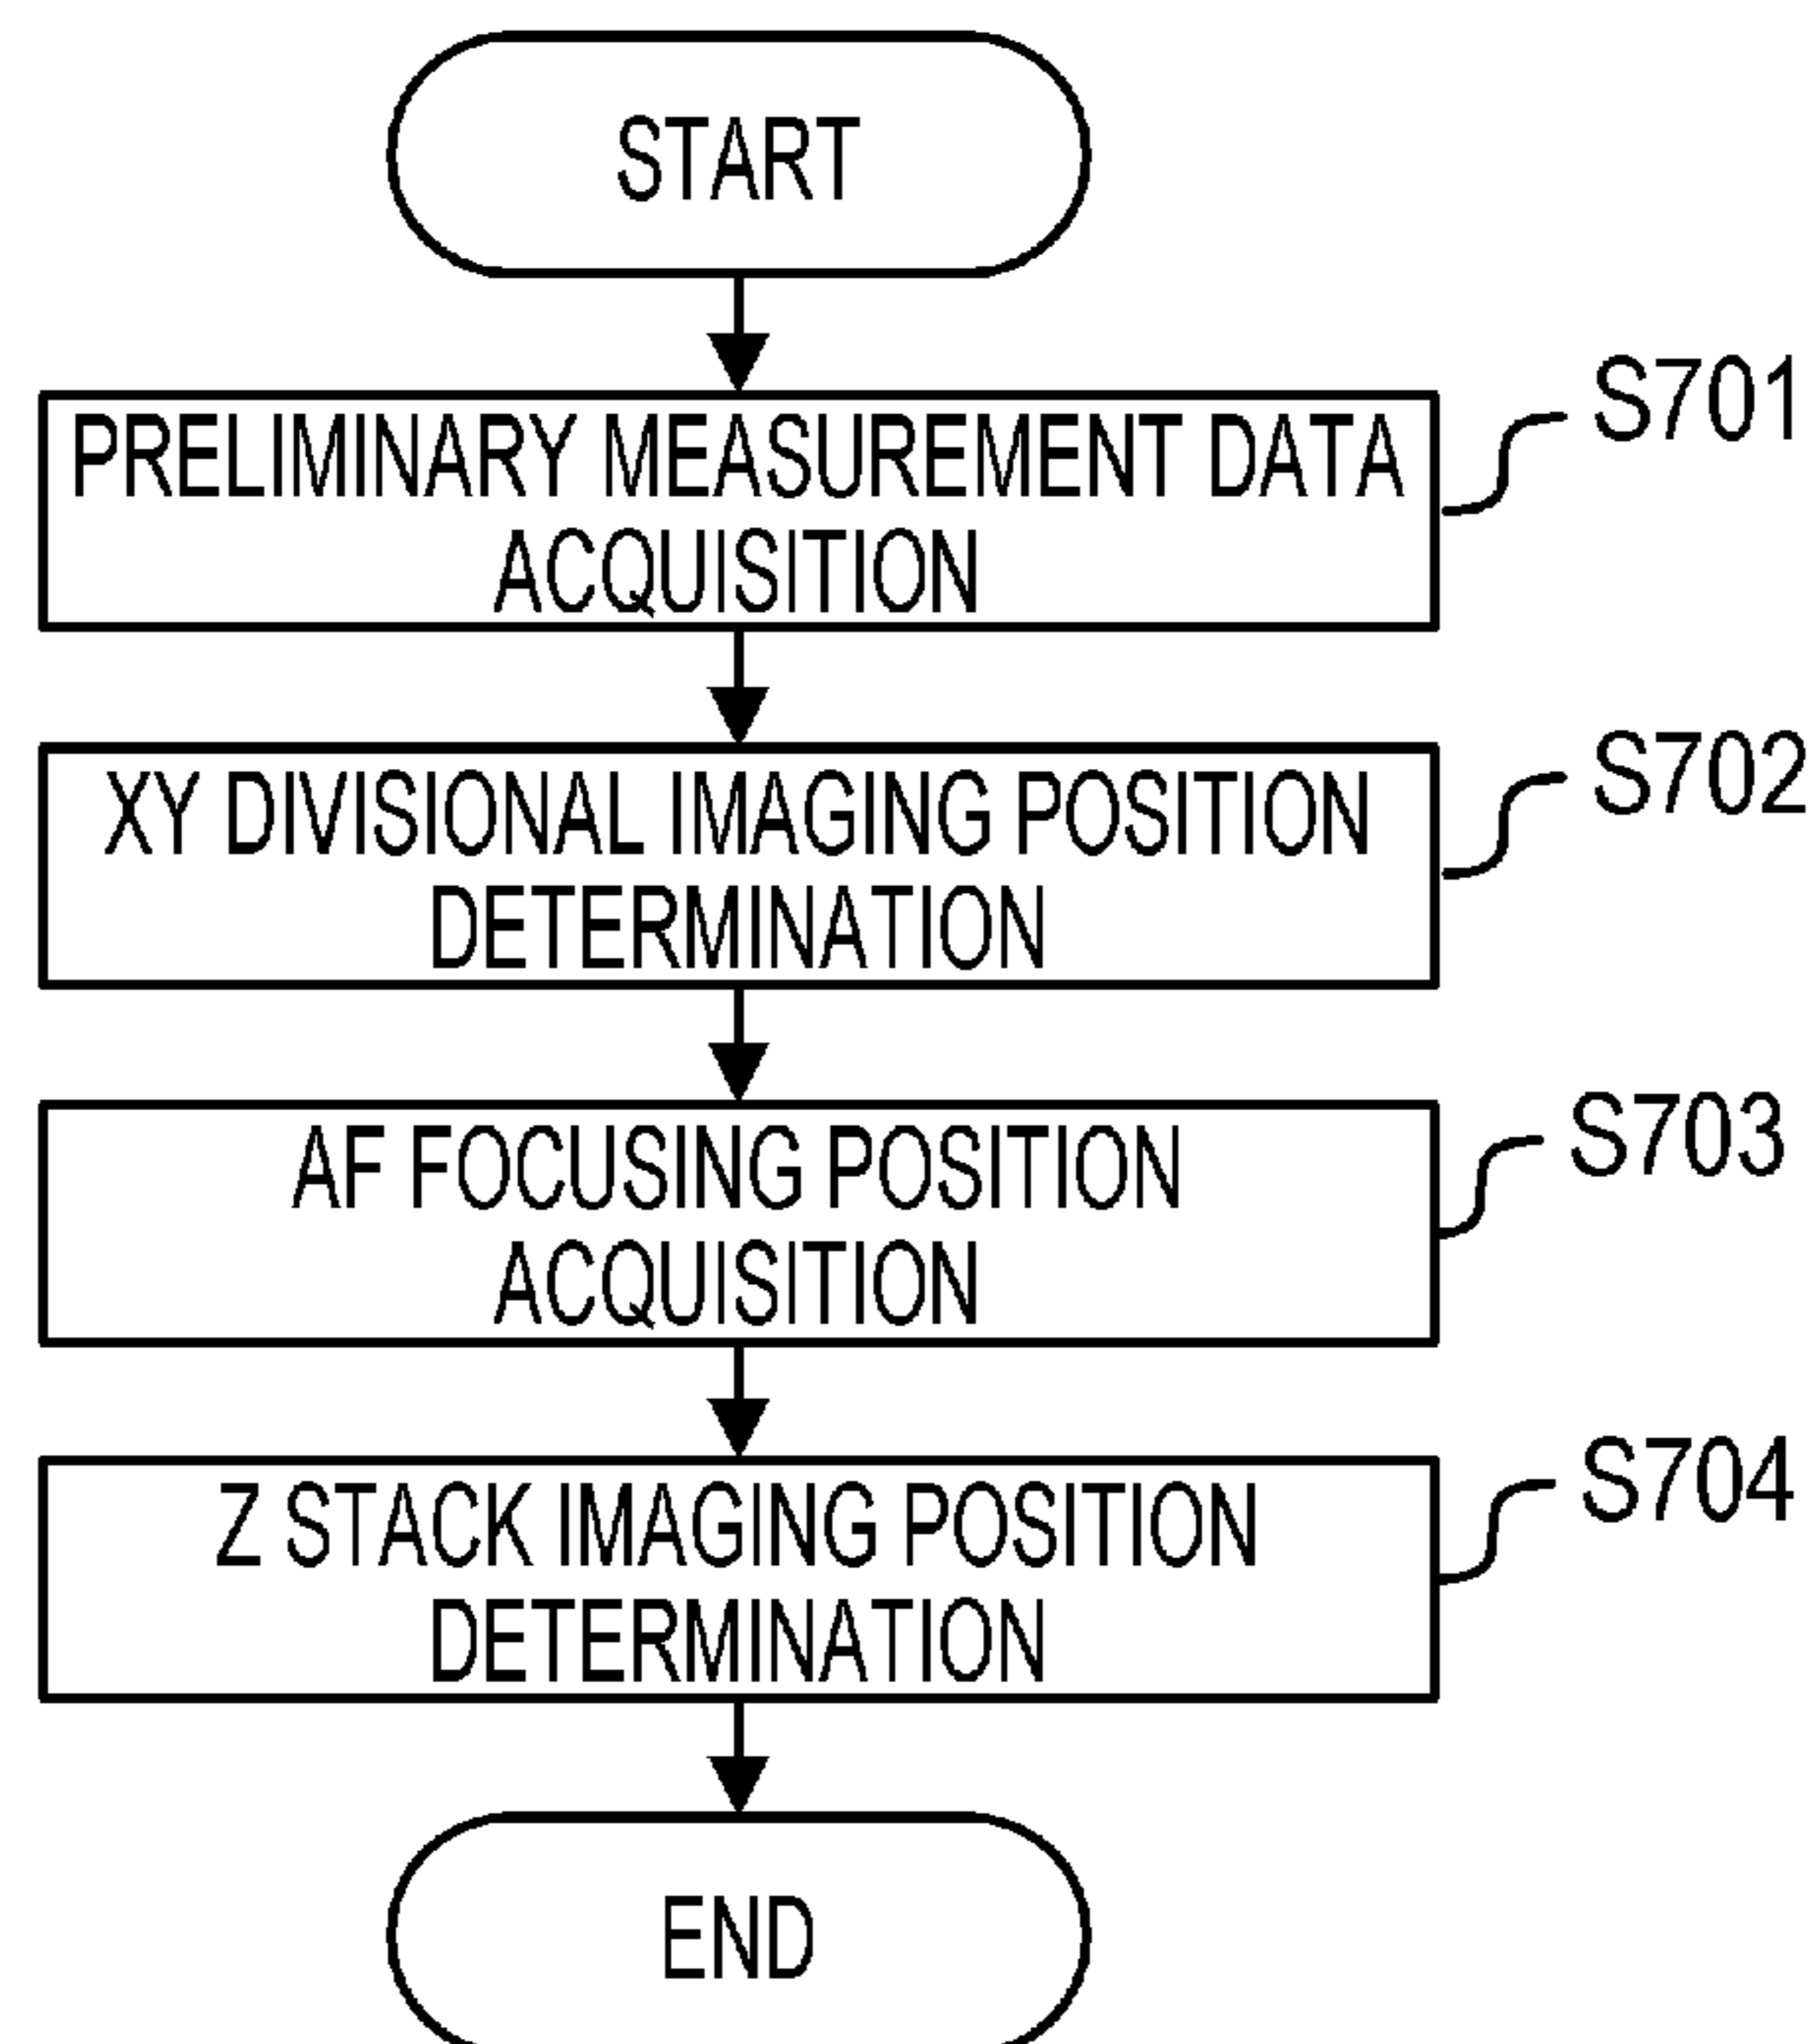 START
S701
PRELIMINARY MEASUREMENT DATA
ACQUISITION
S702
XY DIVISIONAL IMAGING POSITION
DETERMINATION
S703
AF FOCUSING POSITION
ACQUISITION
S704
Z STACK IMAGING POSITION
DETERMINATION
END